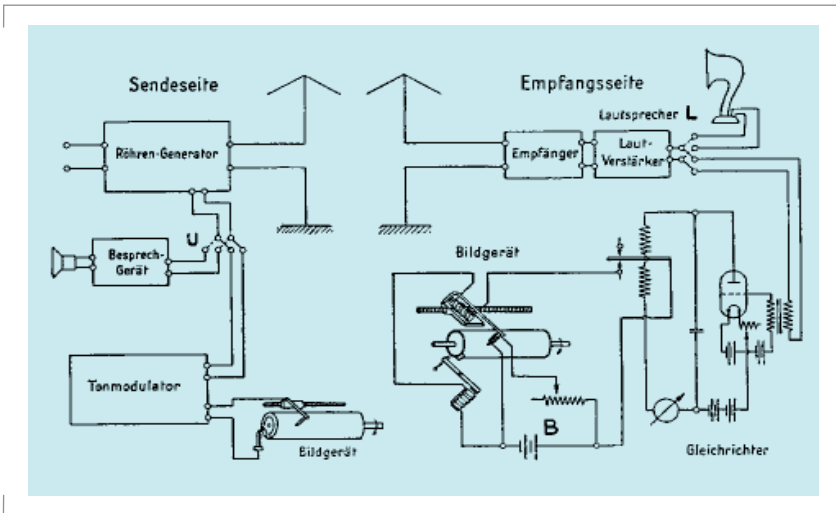 Sendeseite
Röhren-Generator
U
Besprech-
Gerät
Tonmodulator
Bildgerät
Empfangsseite
Lautsprecher L
Empfänger
Laut-
Verstärker
Bildgerät
B
Gleichrichter